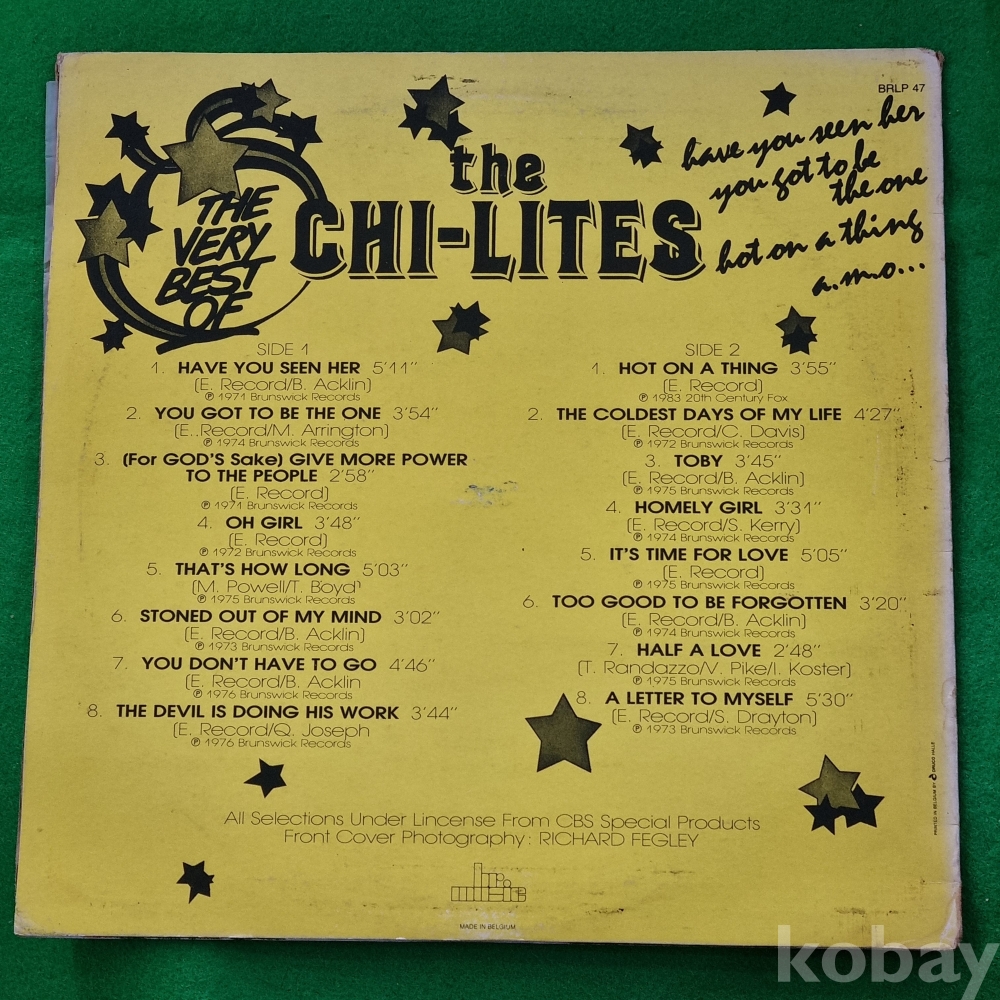 BRLP 47
THE
VERY
BEST
OF
the
CHI-LITES
have you seen her
you got to be
the one
hot on a thing
a.m.o...
SIDE 1
1. HAVE YOU SEEN HER 5'11"
(E. Record/B. Acklin)
℗ 1971 Brunswick Records
2. YOU GOT TO BE THE ONE 3'54"
(E. Record/M. Arrington)
℗ 1974 Brunswick Records
3. (For GOD'S Sake) GIVE MORE POWER
TO THE PEOPLE 2'58"
(E. Record)
℗ 1971 Brunswick Records
4. OH GIRL 3'48"
(E. Record)
℗ 1972 Brunswick Records
5. THAT'S HOW LONG 5'03"
(M. Powell/T. Boyd)
℗ 1975 Brunswick Records
6. STONED OUT OF MY MIND 3'02"
(E. Record/B. Acklin)
℗ 1973 Brunswick Records
7. YOU DON'T HAVE TO GO 4'46"
(E. Record/B. Acklin
℗ 1976 Brunswick Records
8. THE DEVIL IS DOING HIS WORK 3'44"
(E. Record/Q. Joseph
℗ 1976 Brunswick Records
SIDE 2
1. HOT ON A THING 3'55"
(E. Record)
℗ 1983 20th Century Fox
2. THE COLDEST DAYS OF MY LIFE 4'27"
(E. Record/C. Davis)
℗ 1972 Brunswick Records
3. TOBY 3'45"
(E. Record/B. Acklin)
℗ 1975 Brunswick Records
4. HOMELY GIRL 3'31"
(E. Record/S. Kerry)
℗ 1974 Brunswick Records
5. IT'S TIME FOR LOVE 5'05"
(E. Record)
℗ 1975 Brunswick Records
6. TOO GOOD TO BE FORGOTTEN 3'20"
(E. Record/B. Acklin)
℗ 1974 Brunswick Records
7. HALF A LOVE 2'48"
(T. Randazzo/V. Pike/I. Koster)
℗ 1975 Brunswick Records
8. A LETTER TO MYSELF 5'30"
(E. Record/S. Drayton)
℗ 1973 Brunswick Records
All Selections Under Lincense From CBS Special Products
Front Cover Photography: RICHARD FEGLEY
MADE IN BELGIUM
PRINTED IN BELGIUM BY
kobay